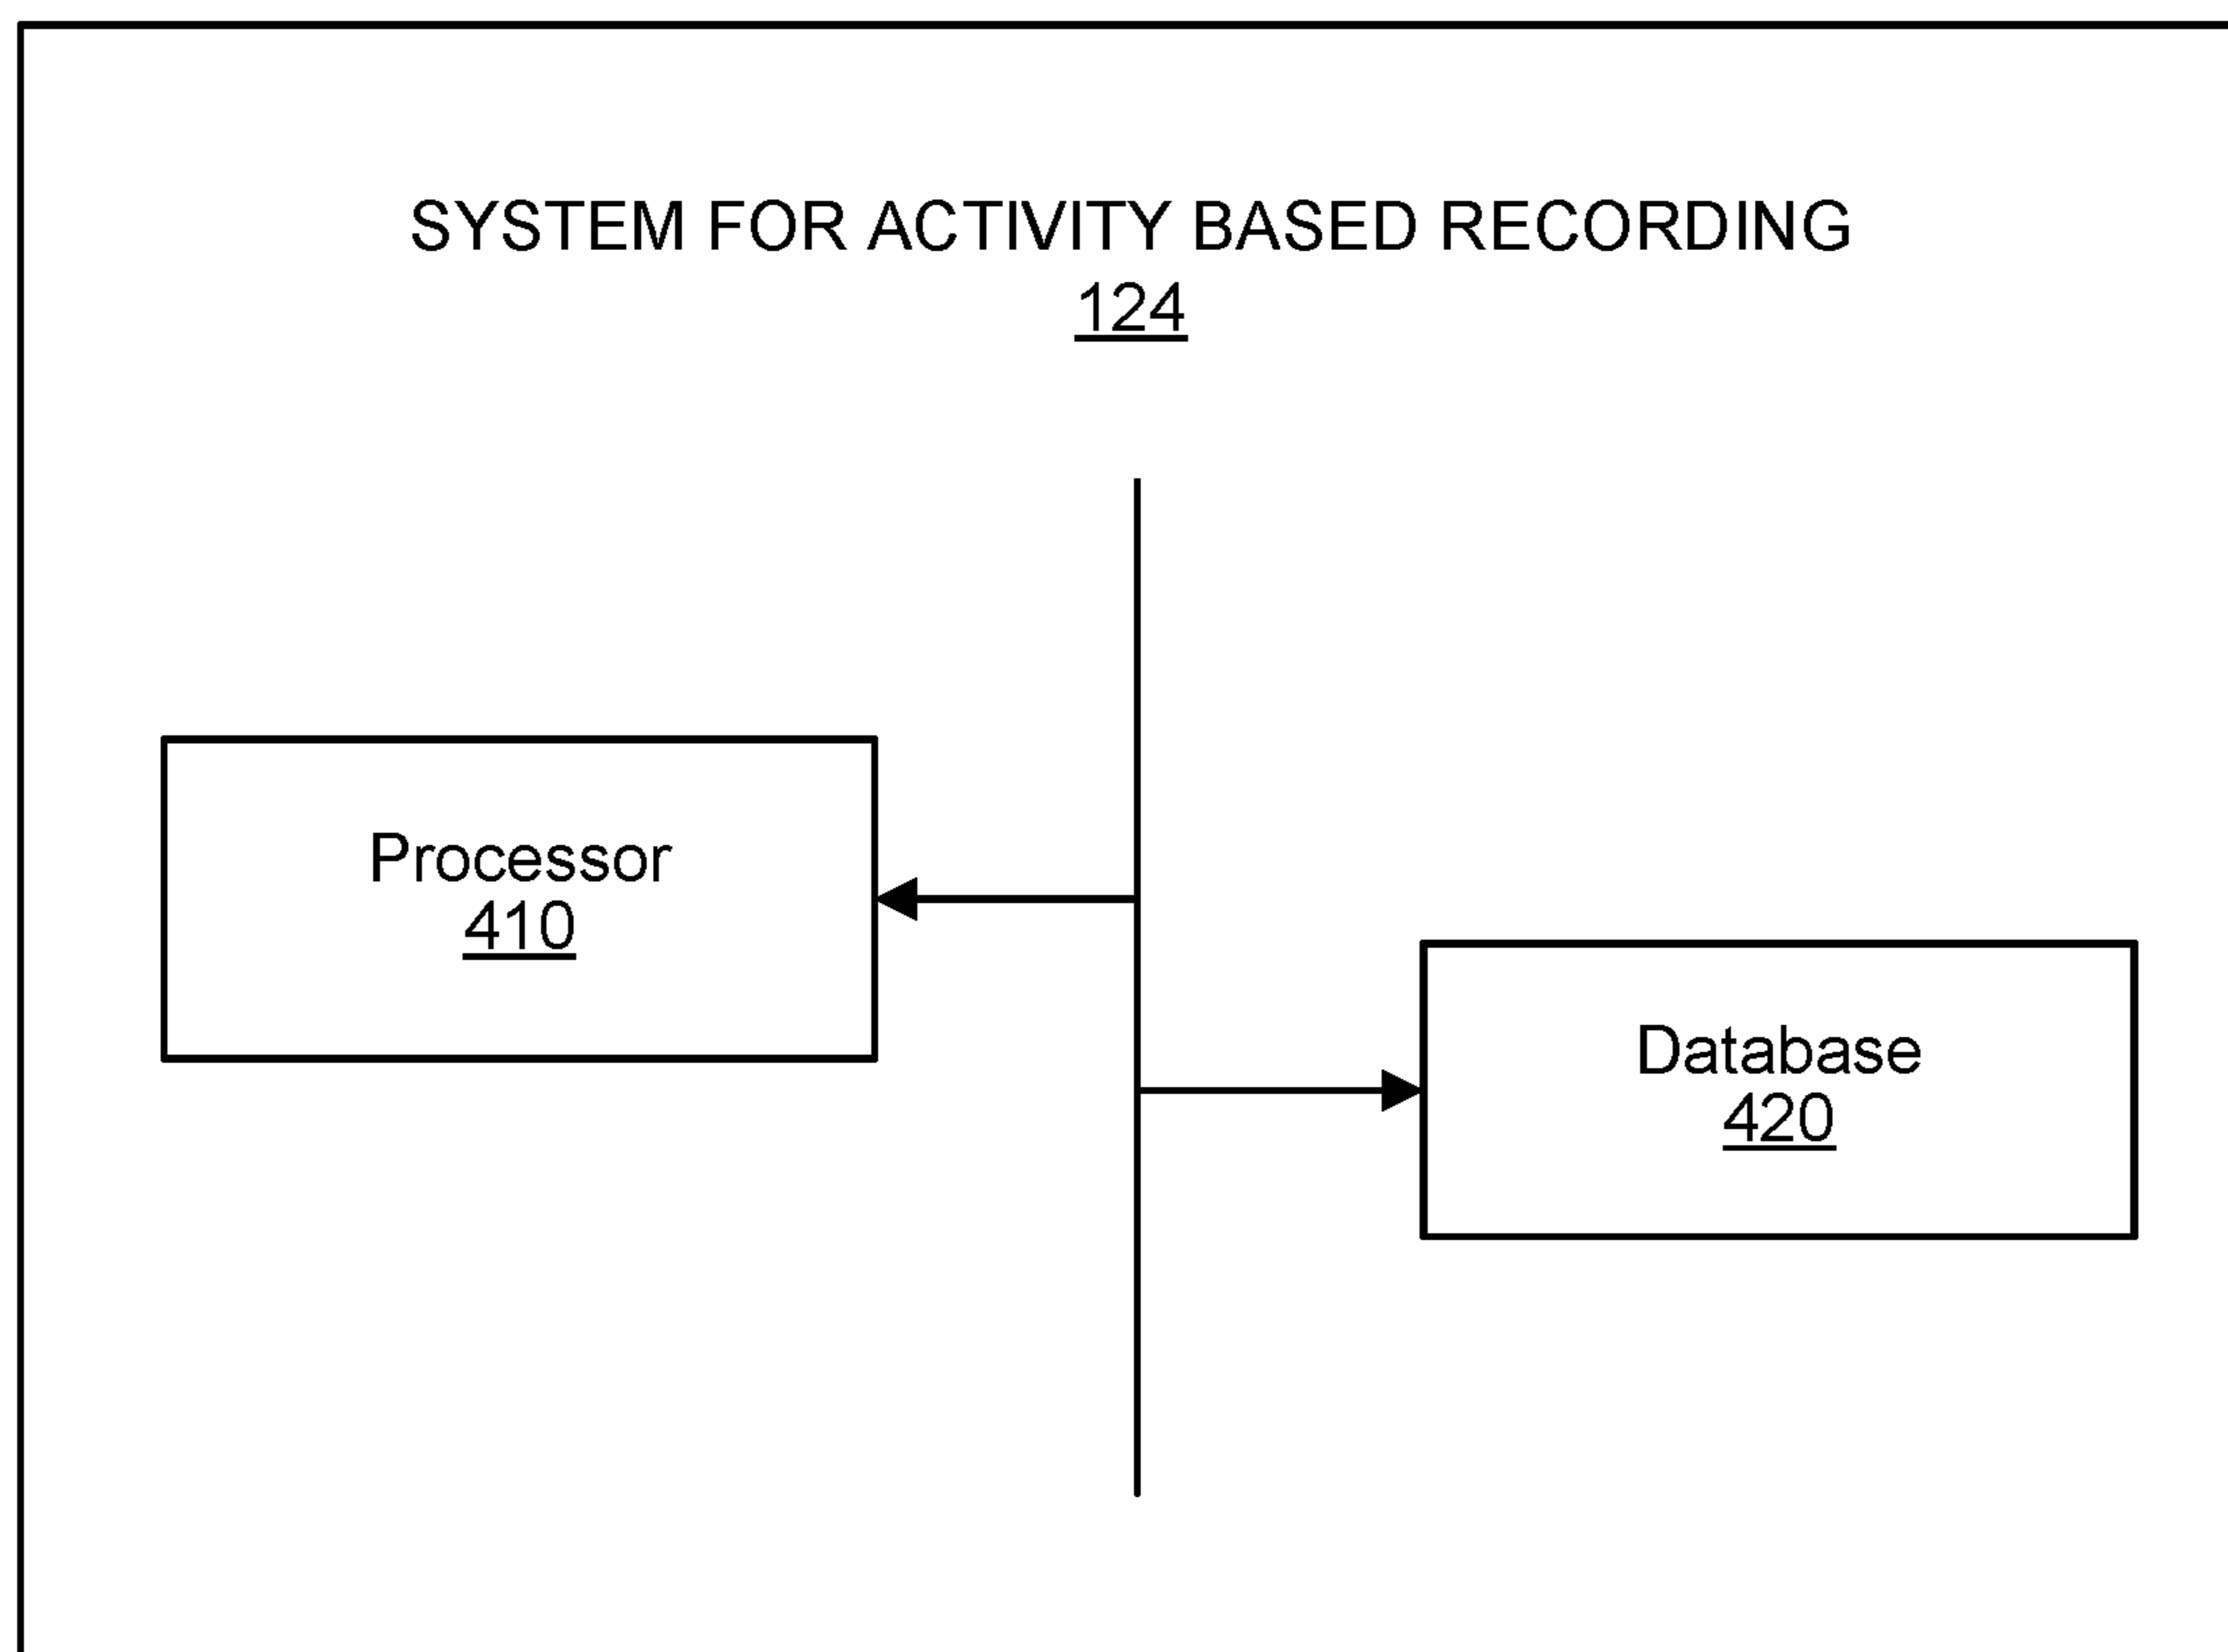 SYSTEM FOR ACTIVITY BASED RECORDING
124
Processor
410
Database
420